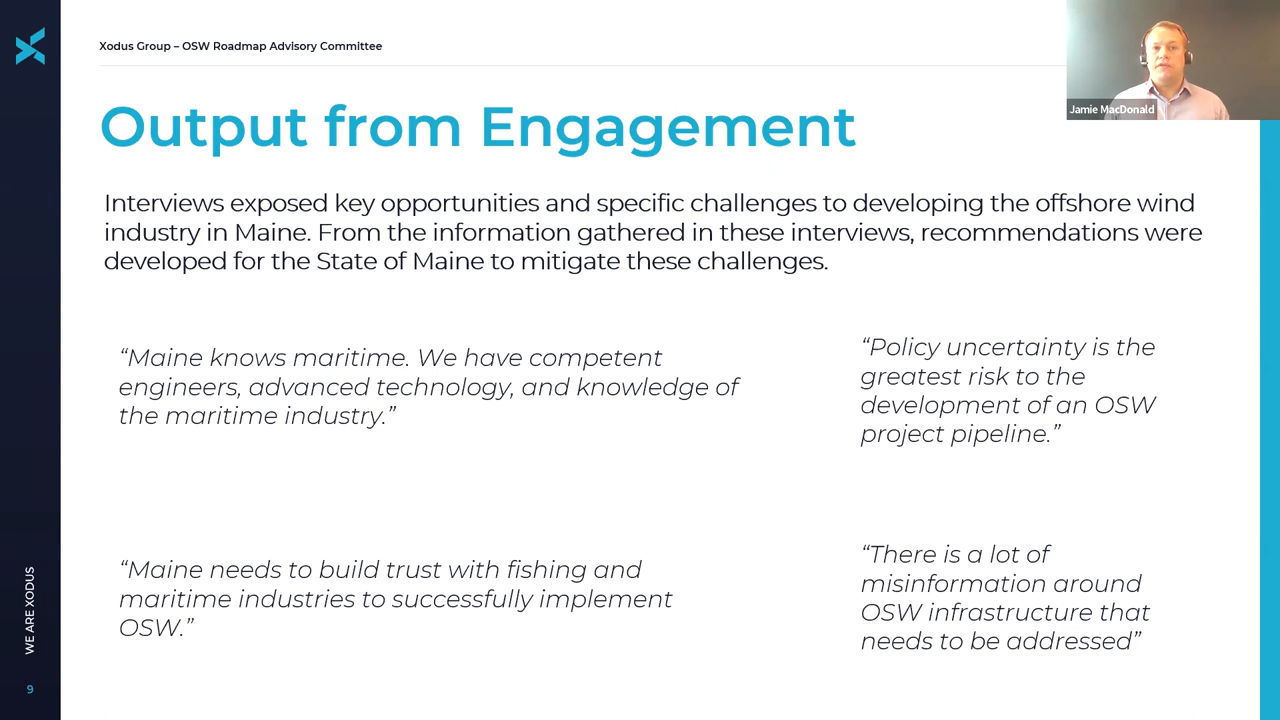 Xodus Group – OSW Roadmap Advisory Committee
Jamie MacDonald
Output from Engagement
Interviews exposed key opportunities and specific challenges to developing the offshore wind
industry in Maine. From the information gathered in these interviews, recommendations were
developed for the State of Maine to mitigate these challenges.
“Maine knows maritime. We have competent
engineers, advanced technology, and knowledge of
the maritime industry.”
“Policy uncertainty is the
greatest risk to the
development of an OSW
project pipeline.”
“Maine needs to build trust with fishing and
maritime industries to successfully implement
OSW.”
“There is a lot of
misinformation around
OSW infrastructure that
needs to be addressed”
WE ARE XODUS
9